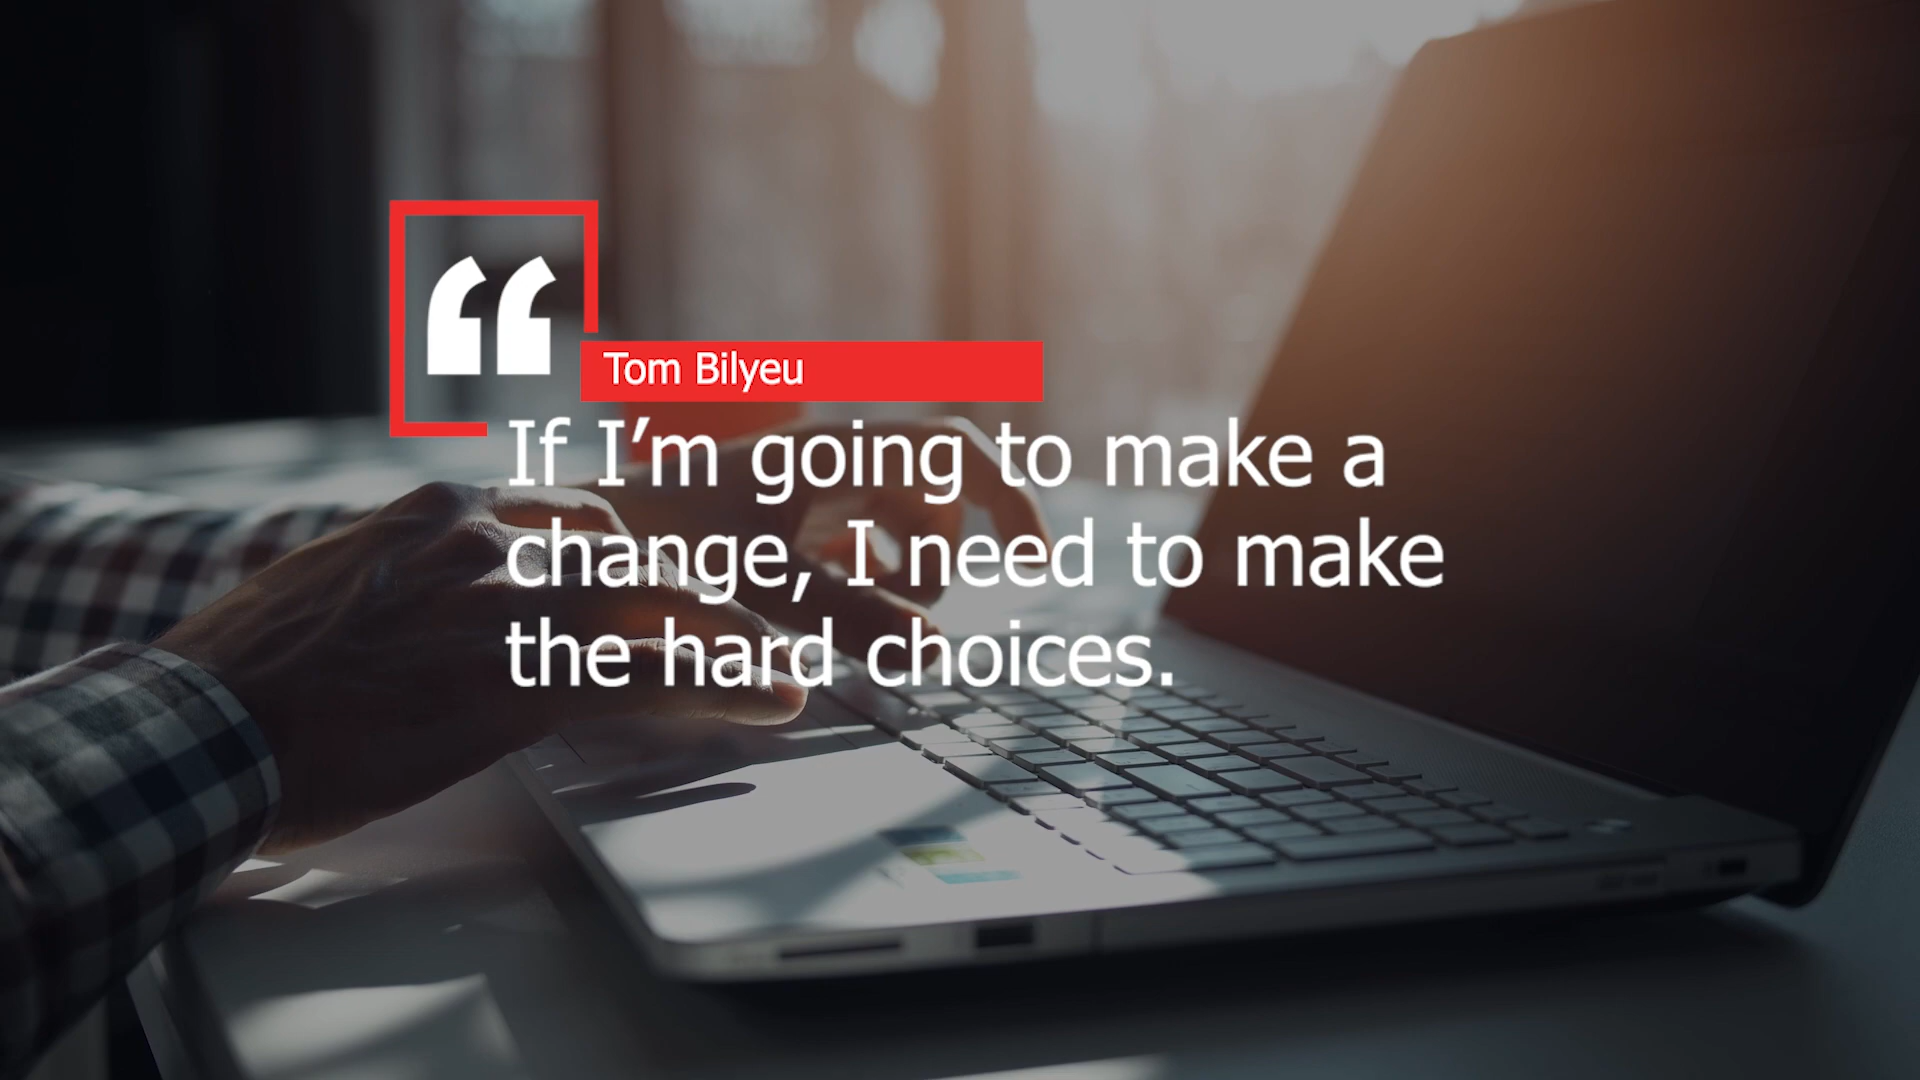 “
Tom Bilyeu
If I’m going to make a
change, I need to make
the hard choices.